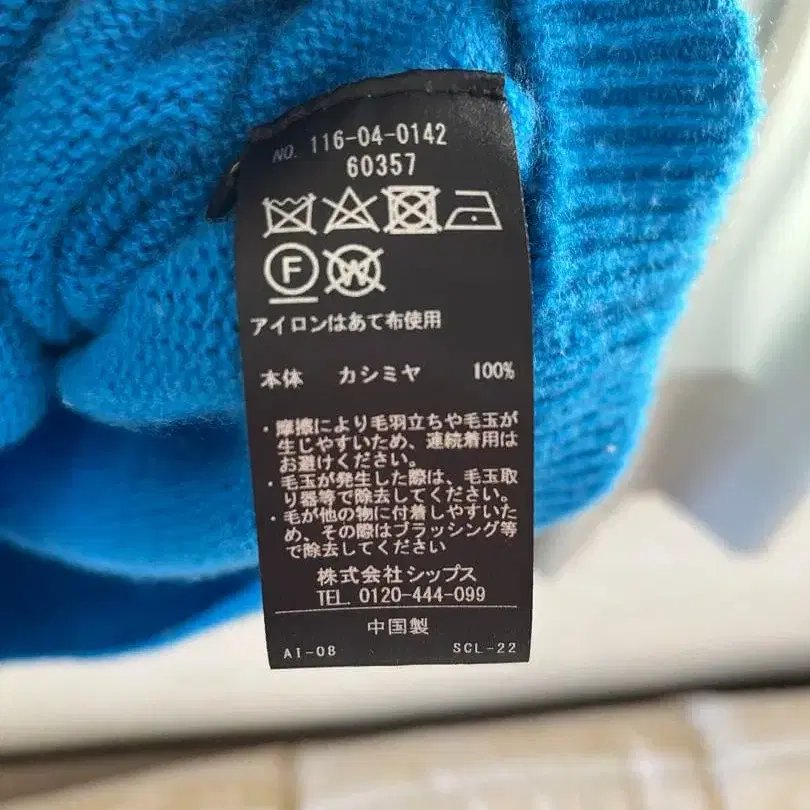 NO. 116-04-0142
60357
F
W
アイロンはあて布使用
本体 カシミヤ 100%
・摩擦により毛羽立ちや毛玉が
生じやすいため、連続着用は
お避けください。
・毛玉が発生した際は、毛玉取
り器等で除去してください。
・毛が他の物に付着しやすいた
め、その際はブラッシング等
で除去してください
株式会社シップス
TEL. 0120-444-099
中国製
AI-08 SCL-22